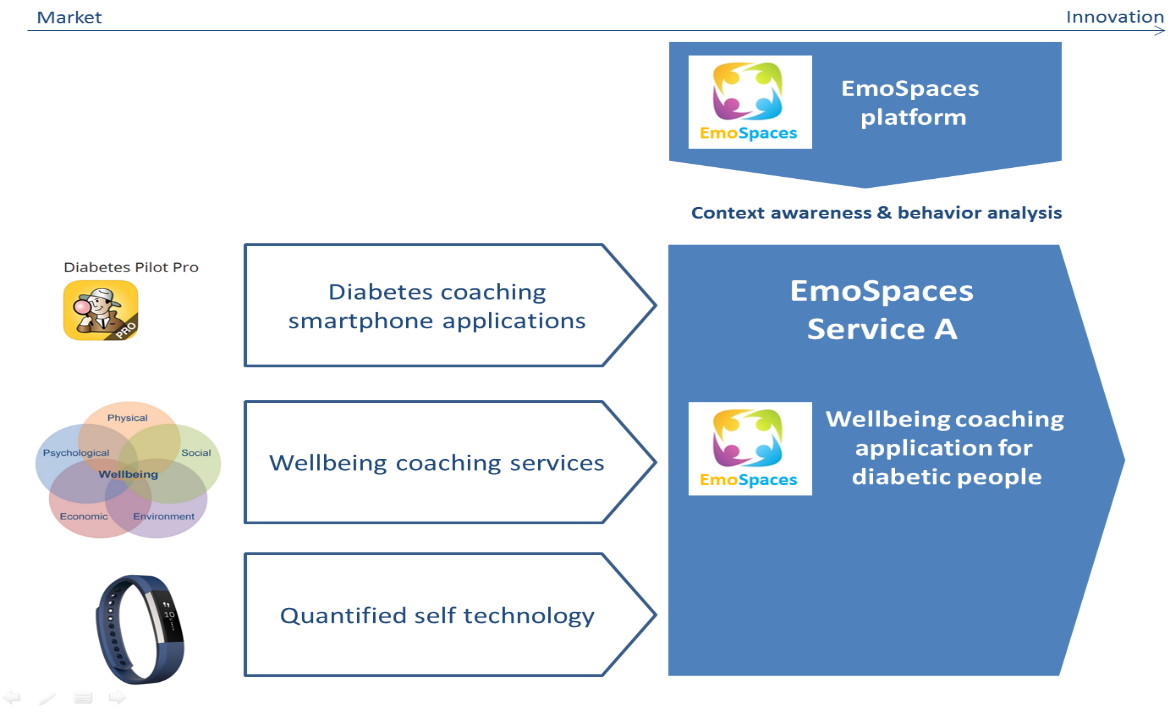 Market
Innovation
EmoSpaces
EmoSpaces
platform
Context awareness & behavior analysis
Diabetes Pilot Pro
PRO
Diabetes coaching
smartphone applications
EmoSpaces
Service A
Physical
Psychological
Social
Wellbeing
Economic
Environment
Wellbeing coaching services
EmoSpaces
Wellbeing coaching
application for
diabetic people
10
Quantified self technology